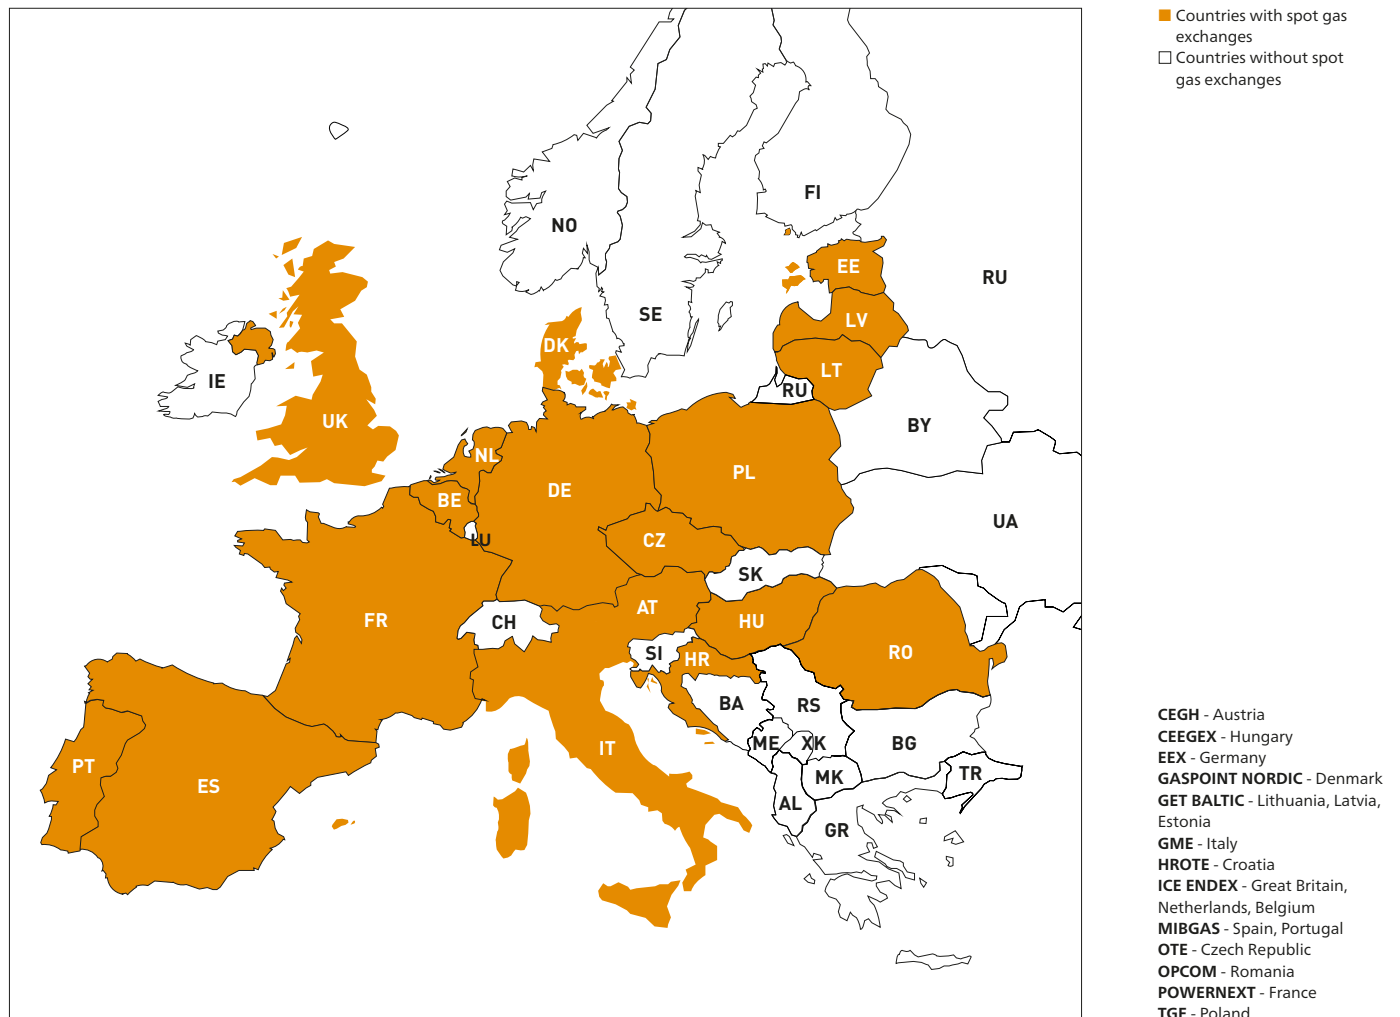 Countries with spot gas
exchanges
Countries without spot
gas exchanges
FI
NO
EE
RU
SE
LV
DK
LT
IE
RU
UK
BY
NL
PL
DE
BE
UA
LU
CZ
SK
AT
CH
FR
HU
SI
HR
RO
BA
RS
ME
XK
BG
IT
PT
TR
MK
ES
AL
GR
CEGH - Austria
CEEGEX - Hungary
EEX - Germany
GASPOINT NORDIC - Denmark
GET BALTIC - Lithuania, Latvia,
Estonia
GME - Italy
HROTE - Croatia
ICE ENDEX - Great Britain,
Netherlands, Belgium
MIBGAS - Spain, Portugal
OTE - Czech Republic
OPCOM - Romania
POWERNEXT - France
TGE - Poland